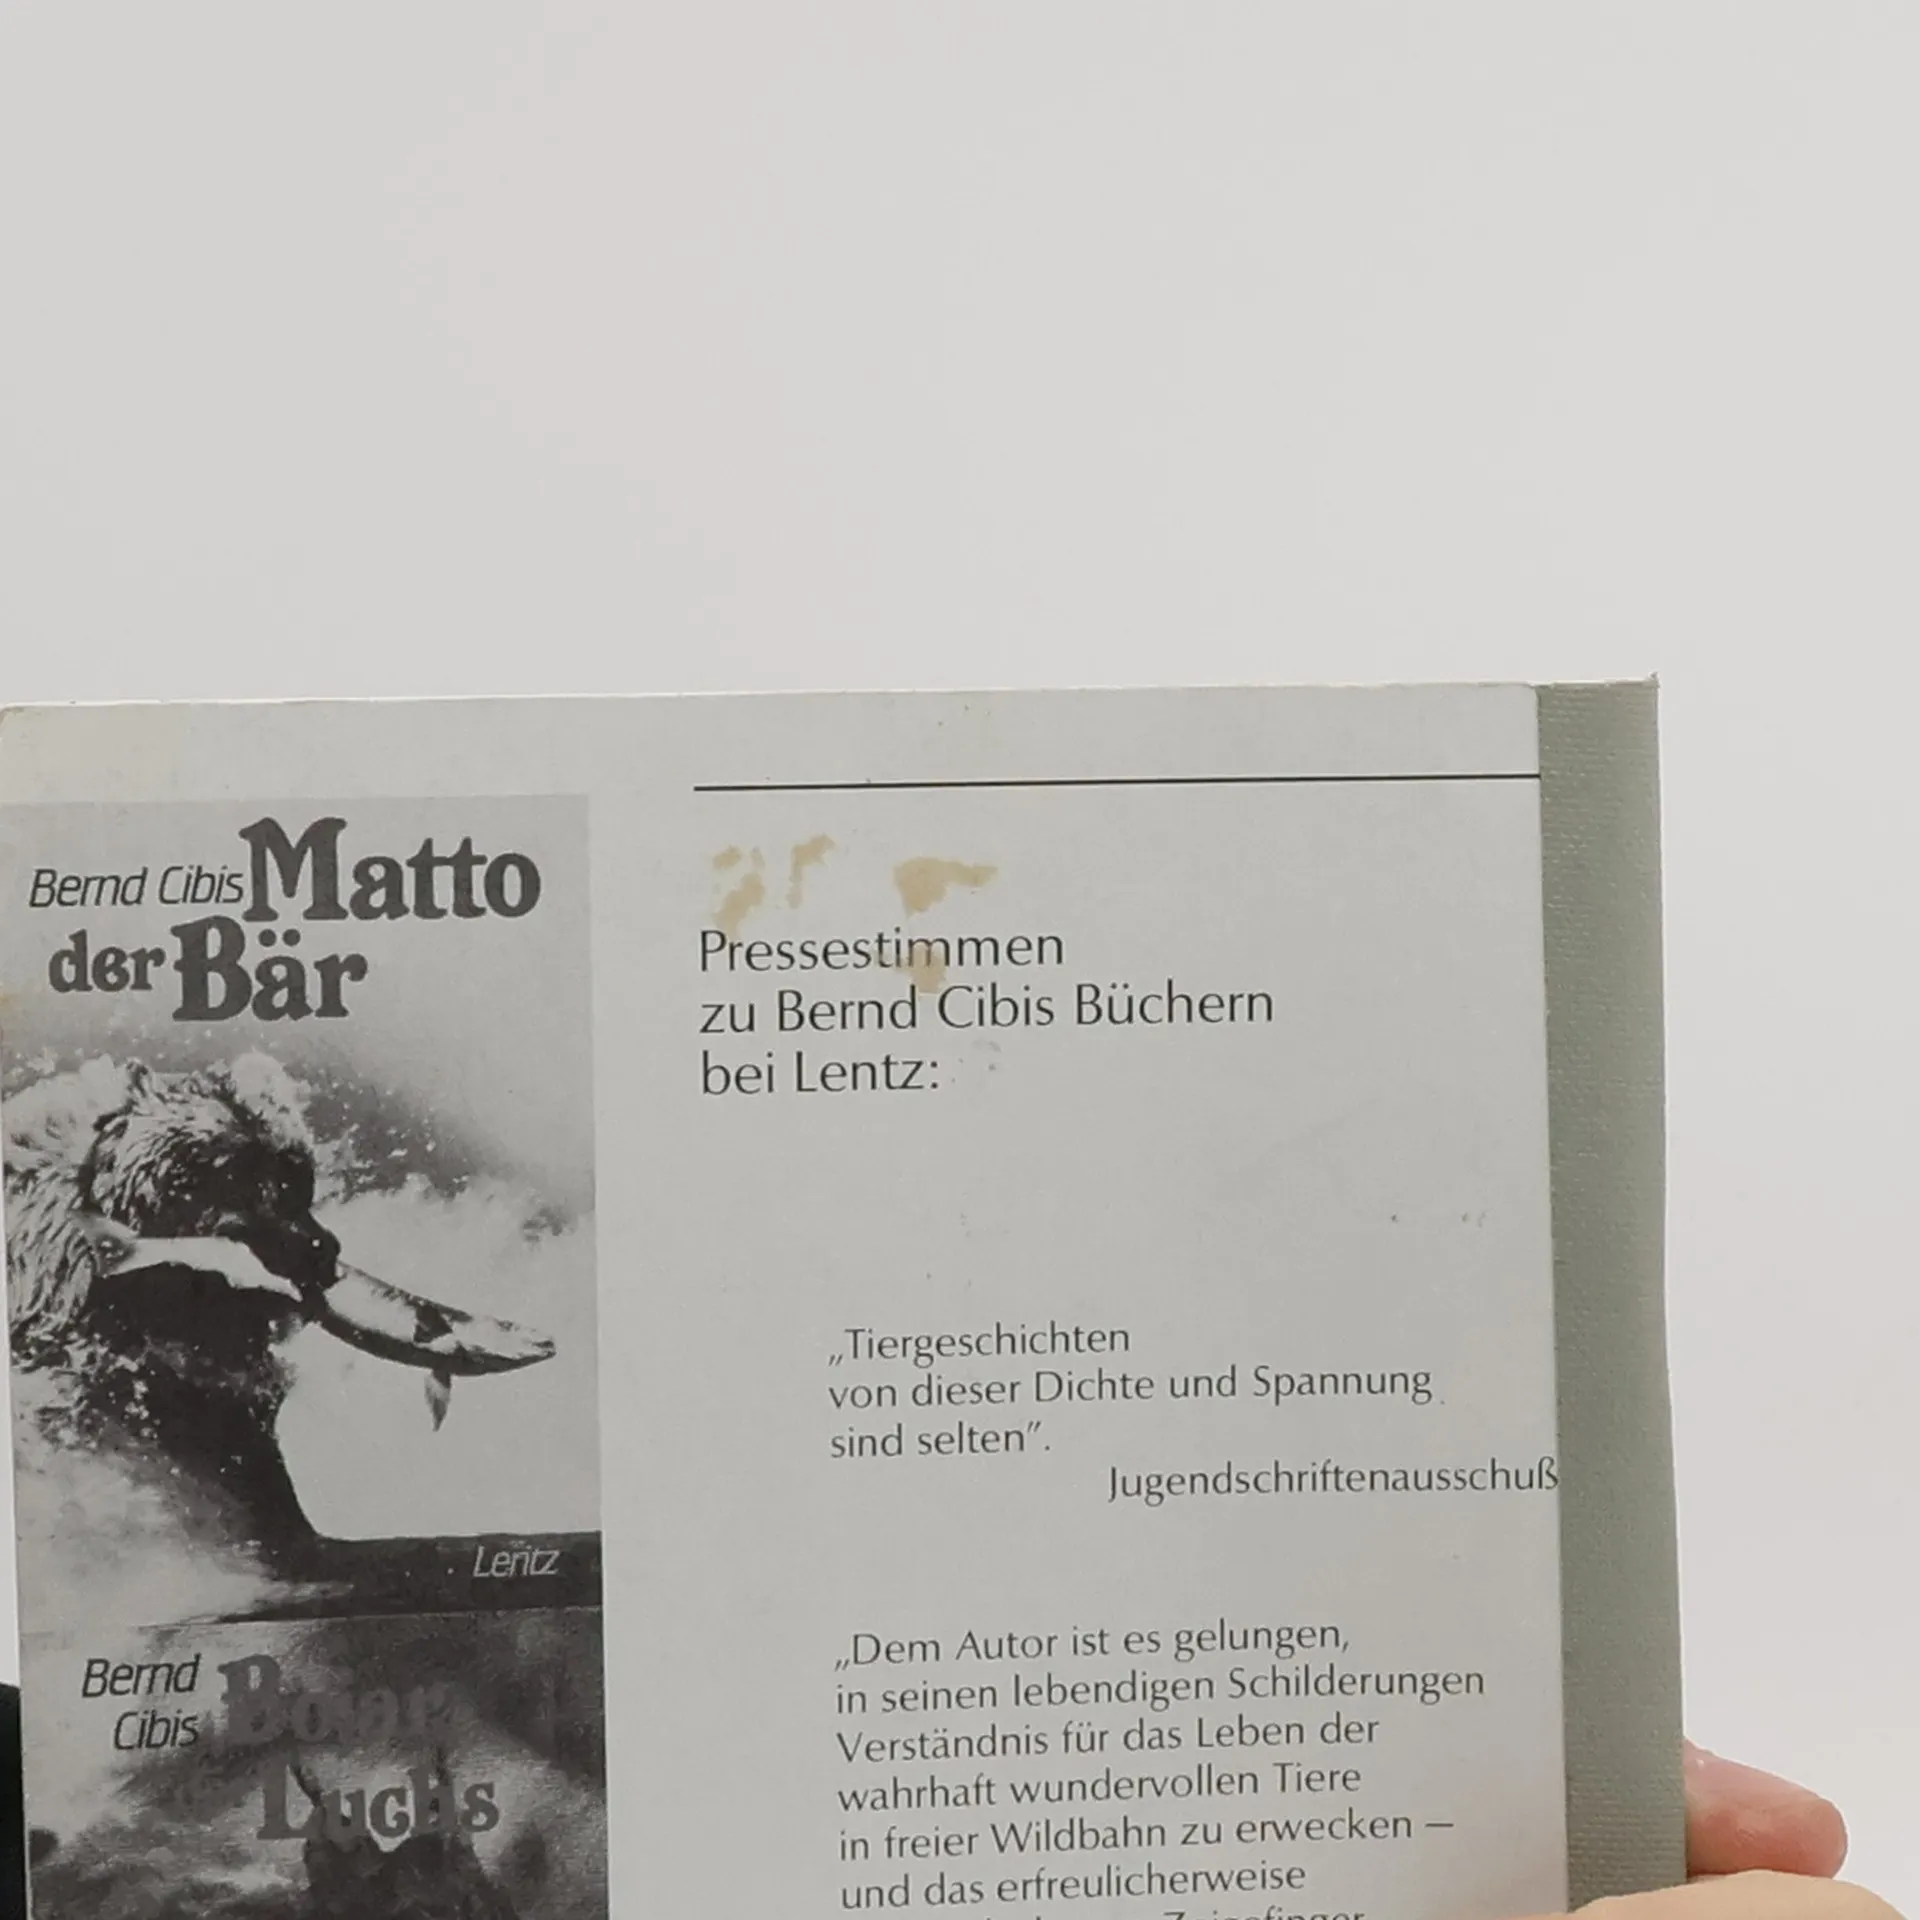 Bernd Cibis Matto
der Bär
Lentz
Bernd
Cibis
Luchs
Pressestimmen
zu Bernd Cibis Büchern
bei Lentz:
„Tiergeschichten
von dieser Dichte und Spannung
sind selten”.
Jugendschriftenausschuß
„Dem Autor ist es gelungen,
in seinen lebendigen Schilderungen
Verständnis für das Leben der
wahrhaft wundervollen Tiere
in freier Wildbahn zu erwecken –
und das erfreulicherweise